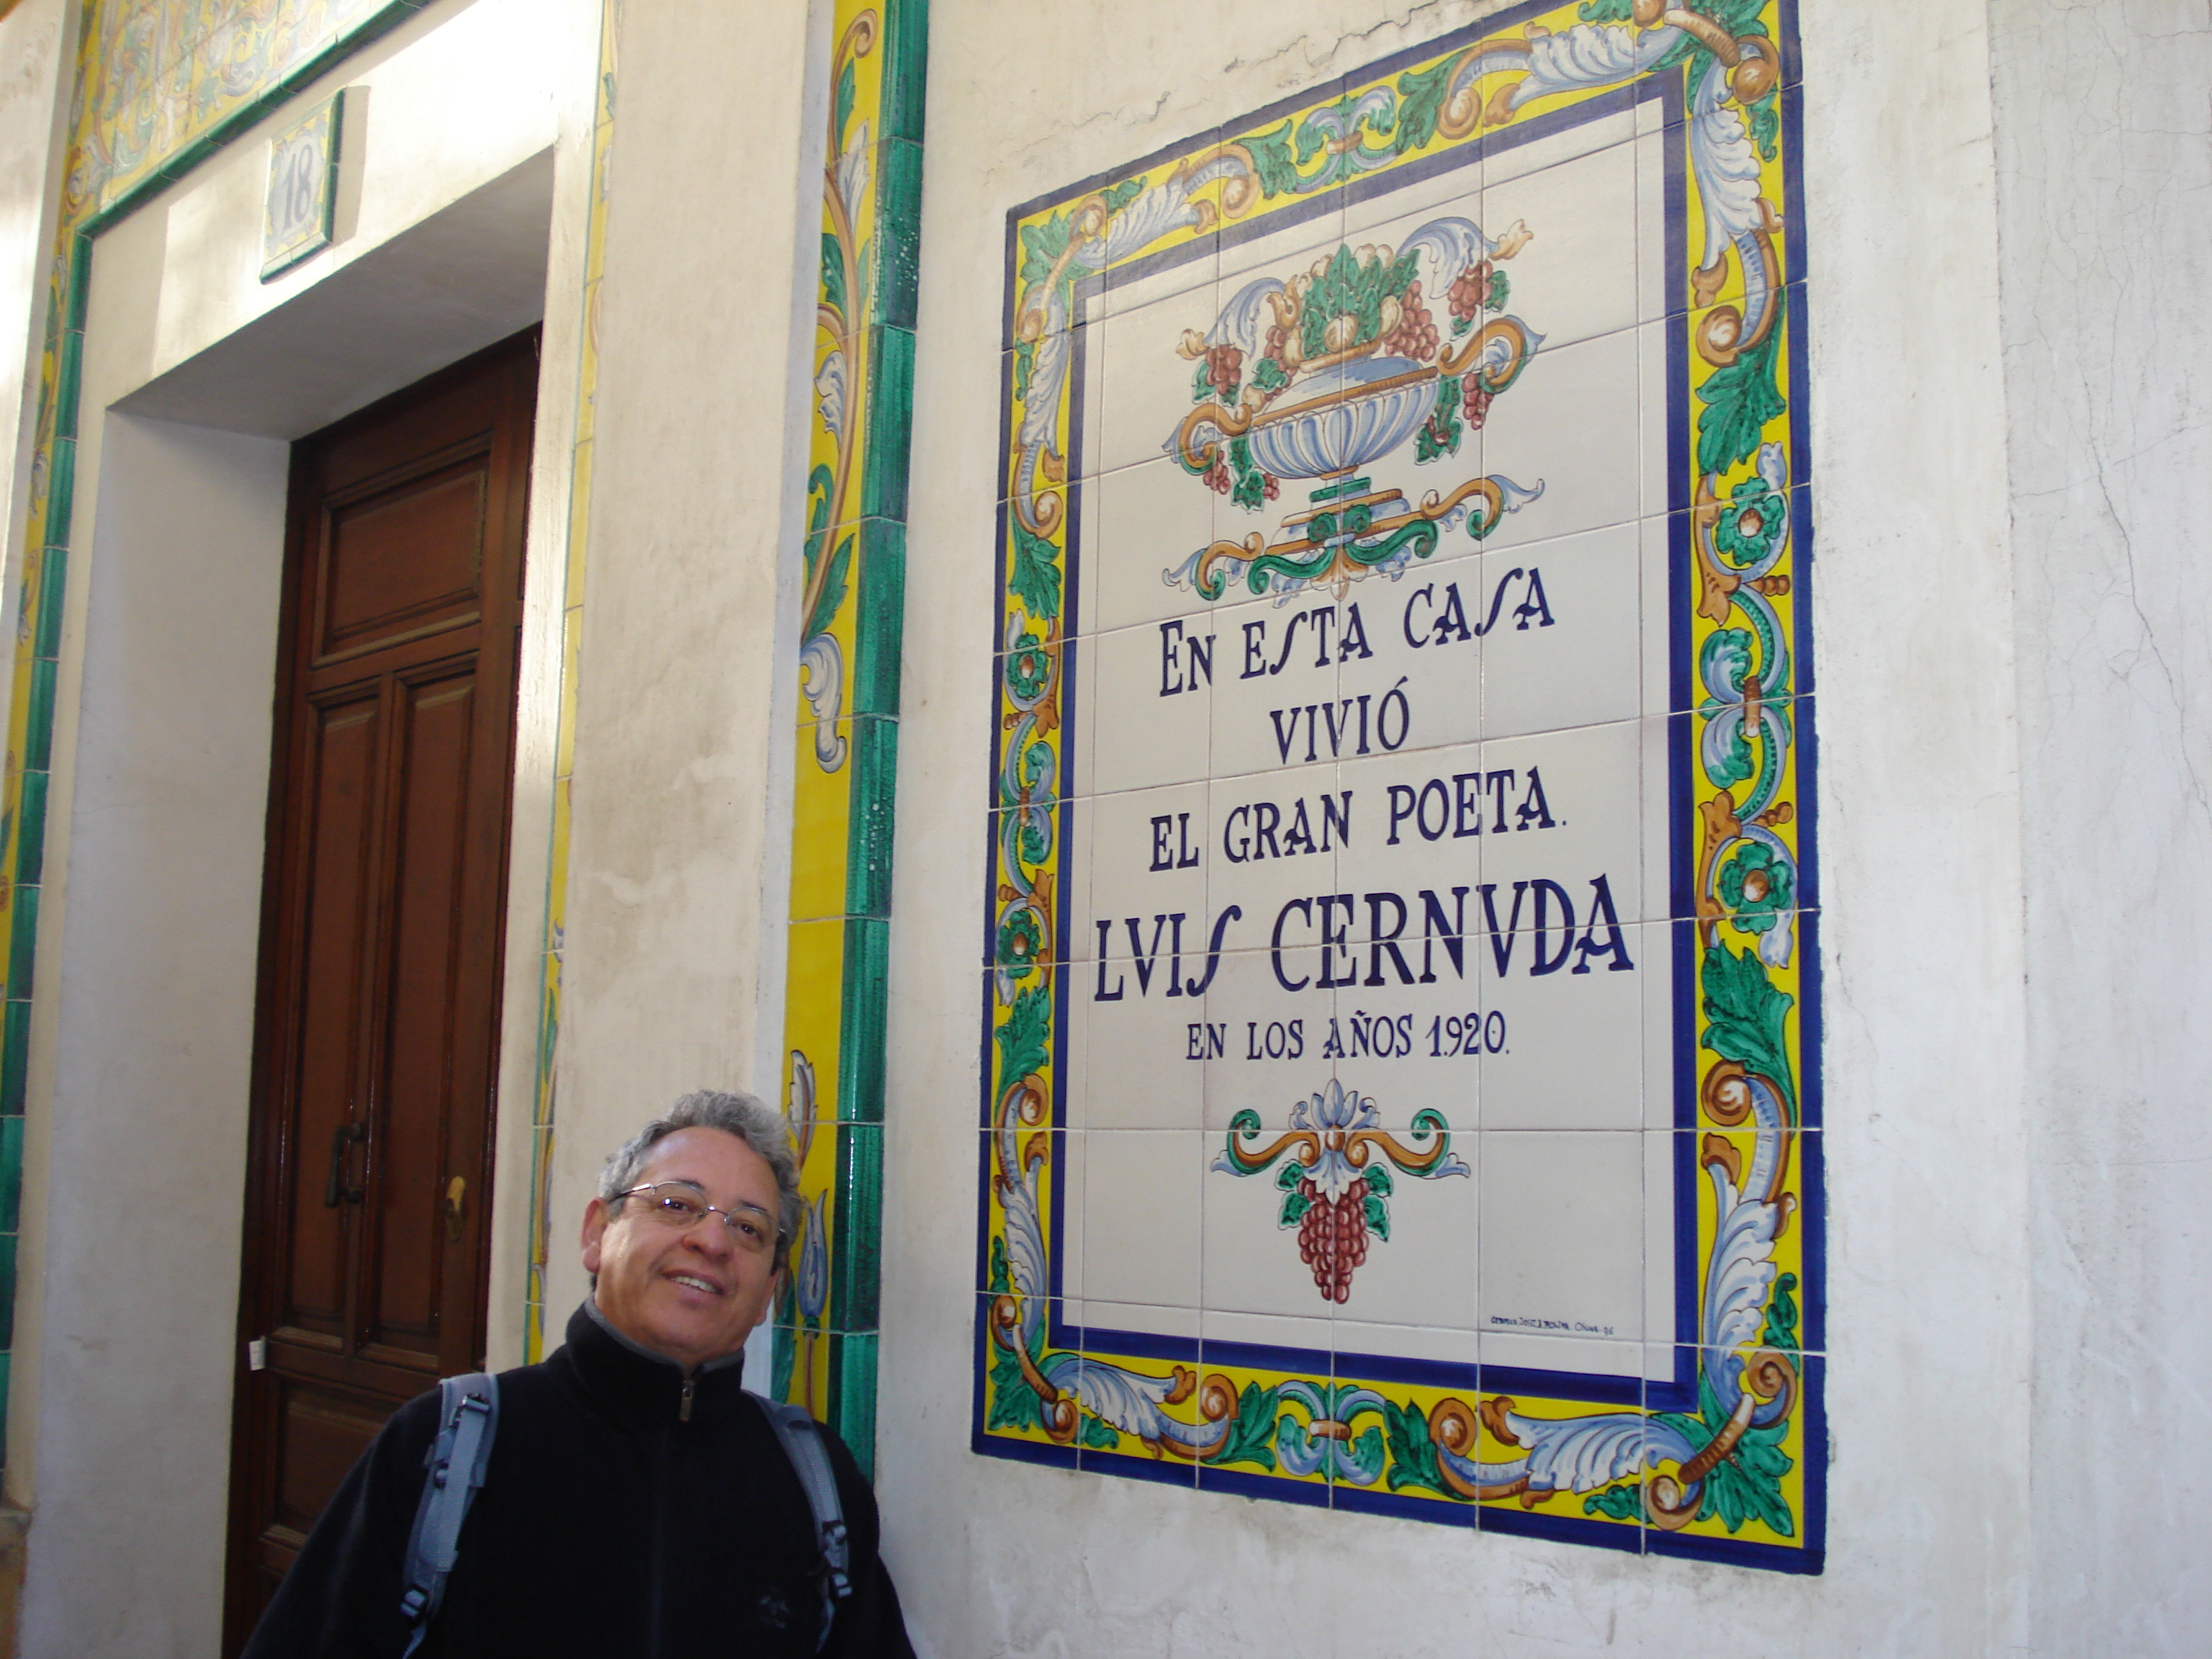 18
EN ESTA CASA
VIVIÓ
EL GRAN POETA.
LVIS CERNVDA
EN LOS AÑOS 1.920.